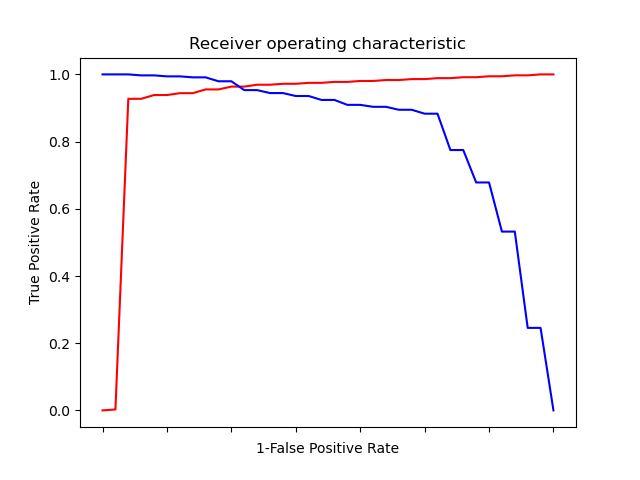 Receiver operating characteristic
1.0
0.8
0.6
0.4
0.2
0.0
True Positive Rate
1-False Positive Rate